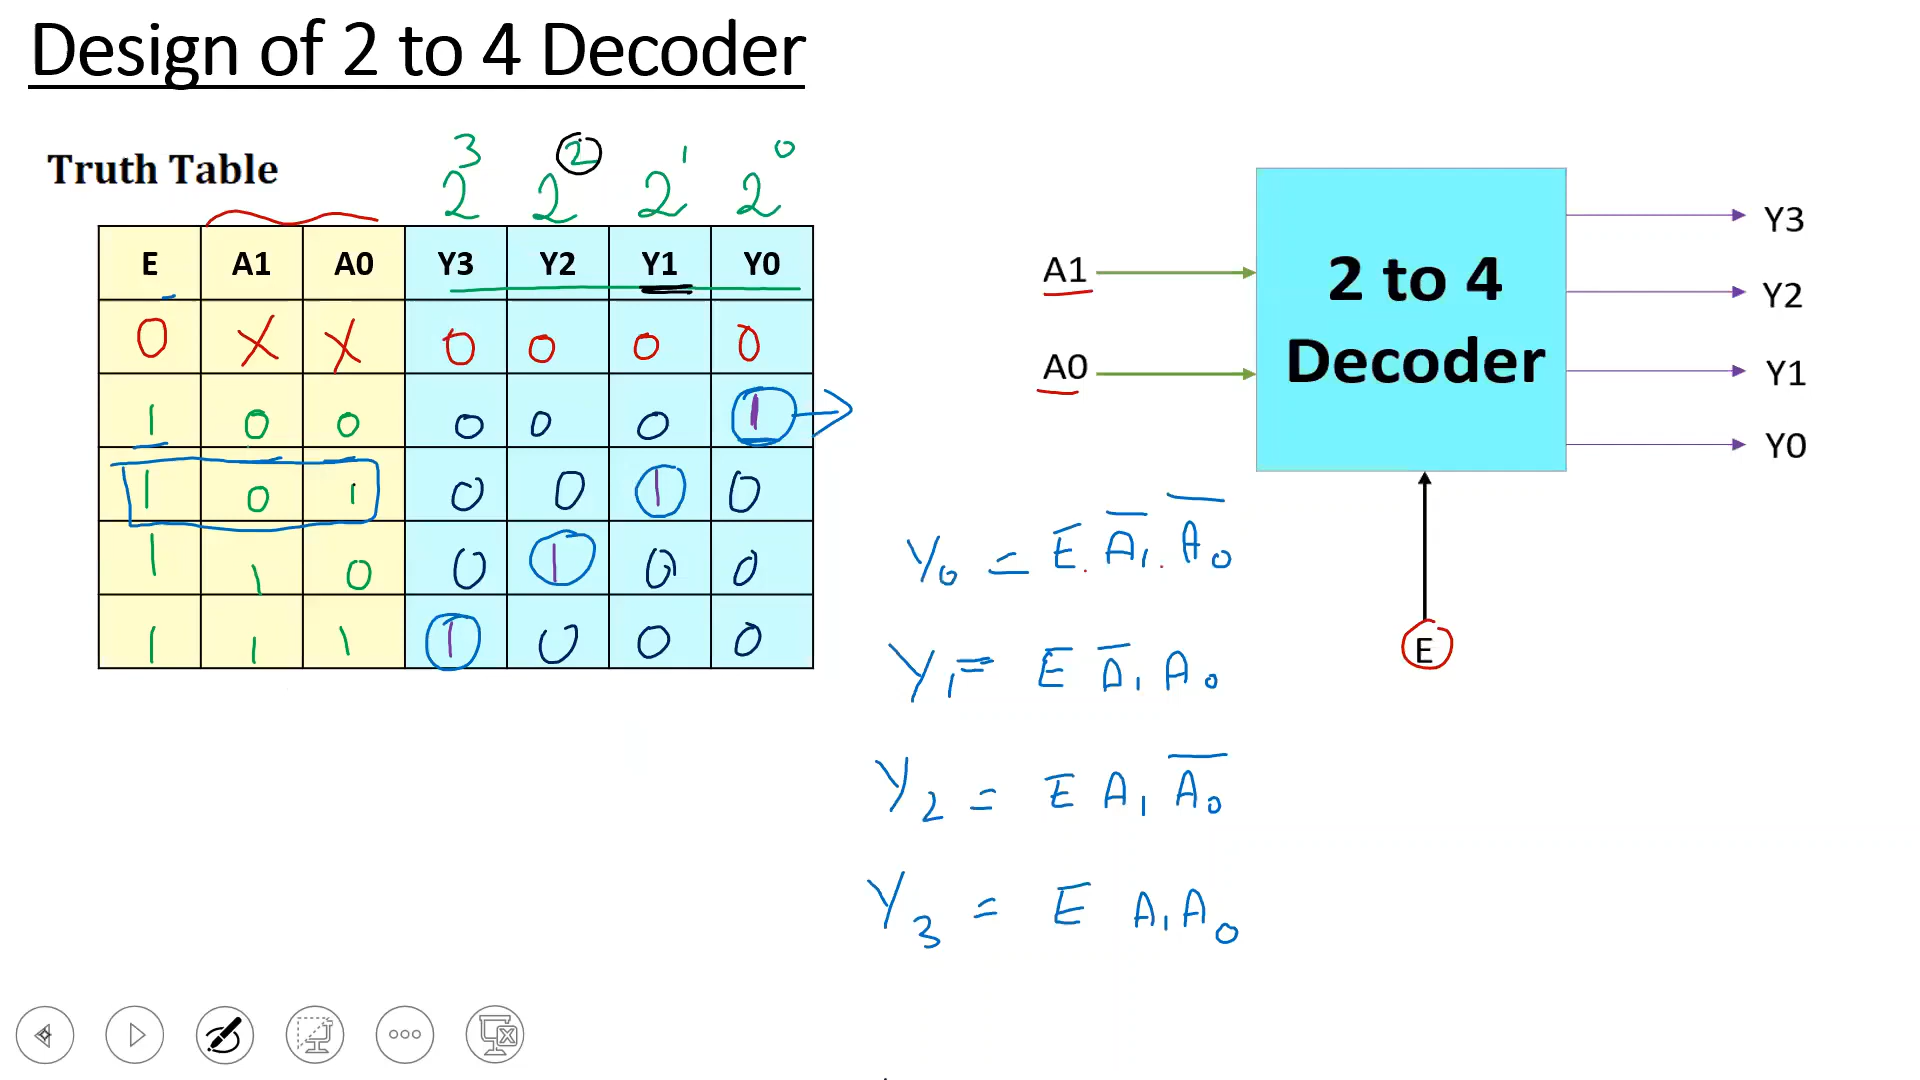 Design of 2 to 4 Decoder
Truth Table
2³ 2² 2¹ 2⁰
E A1 A0 Y3 Y2 Y1 Y0
0 X X 0 0 0 0
1 0 0 0 0 0 1
1 0 1 0 0 1 0
1 1 0 0 1 0 0
1 1 1 1 0 0 0
A1
A0
2 to 4
Decoder
Y3
Y2
Y1
Y0
E
Y₀ = E . A̅₁ . A̅₀
Y₁ = E A̅₁ A₀
Y₂ = E A₁ A̅₀
Y₃ = E A₁ A₀